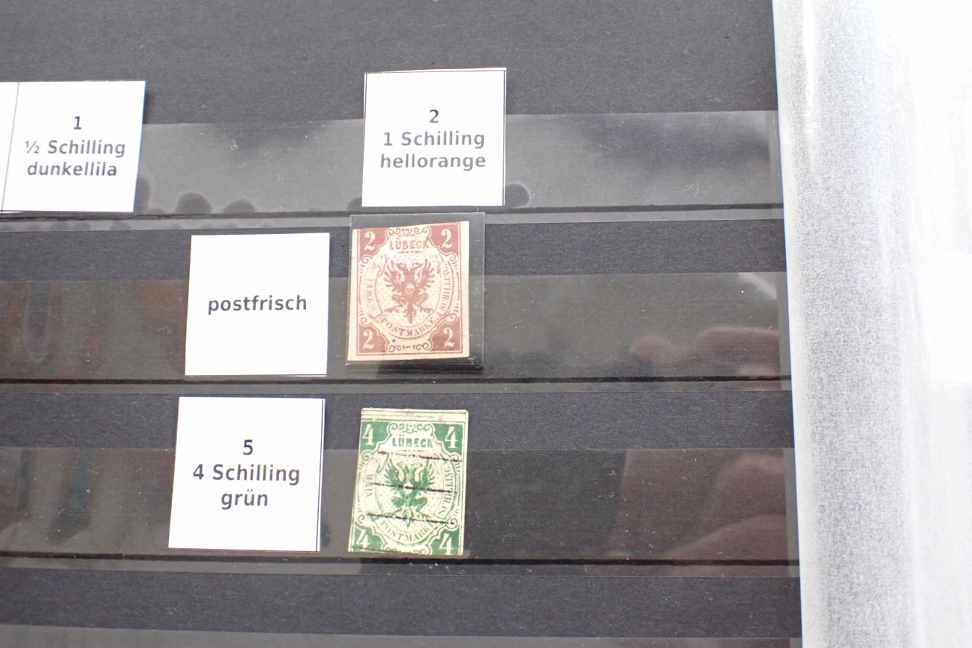 1
½ Schilling
dunkellila
2
1 Schilling
hellorange
postfrisch
2 2
LÜBECK
POSTMARKE
2 2
5
4 Schilling
grün
4 4
LÜBECK
POSTMARKE
4 4